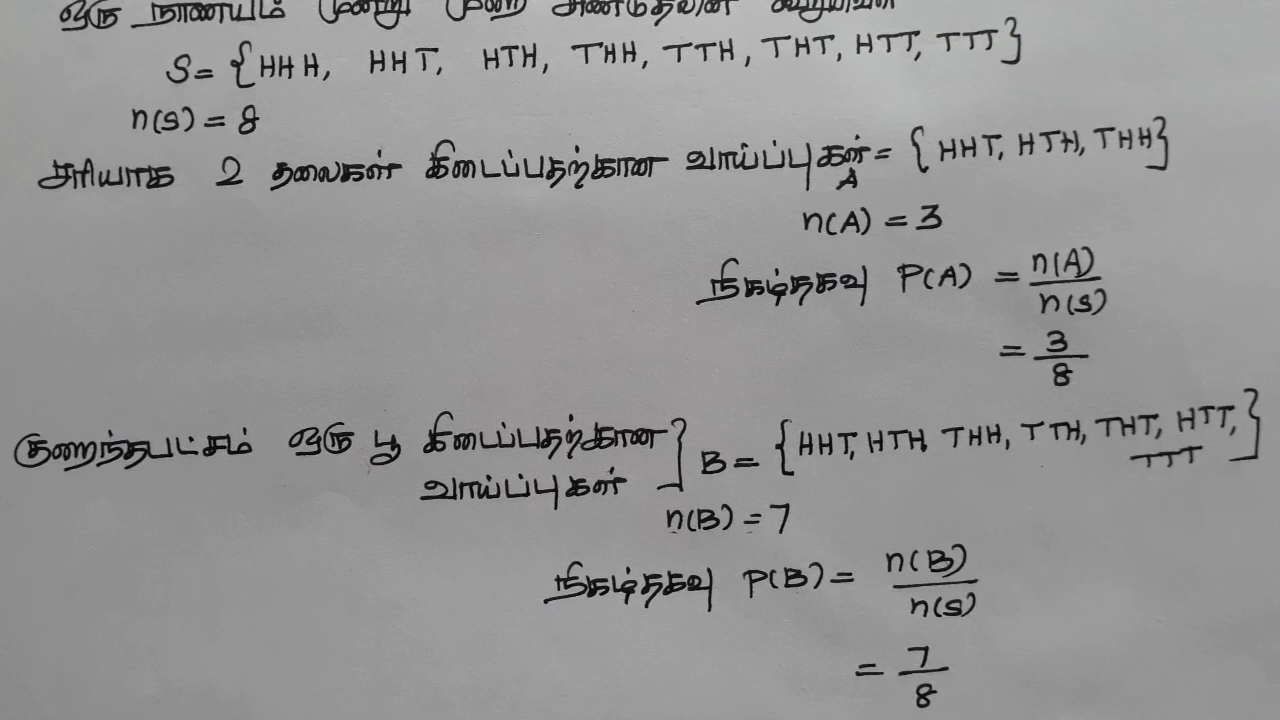 ஒரு நாணயம் மூன்று முறை
S = {HHH, HHT, HTH, THH, TTH, THT, HTT, TTT}
n(s) = 8
சரியாக 2 தலைகள் கிடைப்பதற்கான வாய்ப்புகள் = {HHT, HTH, THH}
A
n(A) = 3
நிகழ்தகவு P(A) = n(A)/n(s)
= 3/8
குறைந்தபட்சம் ஒரு பூ கிடைப்பதற்கான வாய்ப்புகள் } B = {HHT, HTH THH, TTH, THT, HTT, TTT}
n(B) = 7
நிகழ்தகவு P(B) = n(B)/n(s)
= 7/8